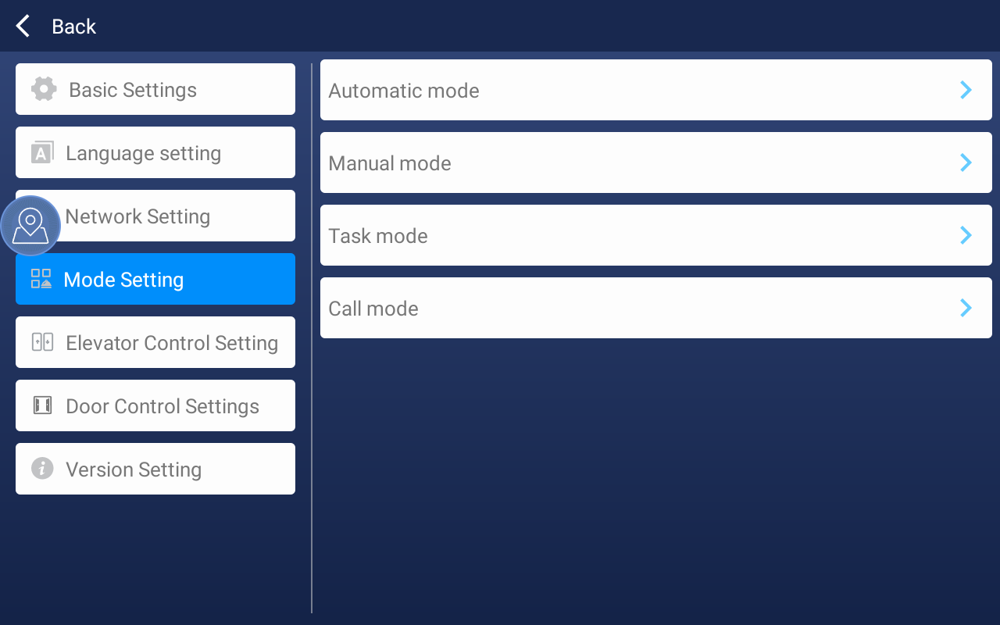 Back
Basic Settings
Language setting
Network Setting
Mode Setting
Elevator Control Setting
Door Control Settings
Version Setting
Automatic mode
Manual mode
Task mode
Call mode